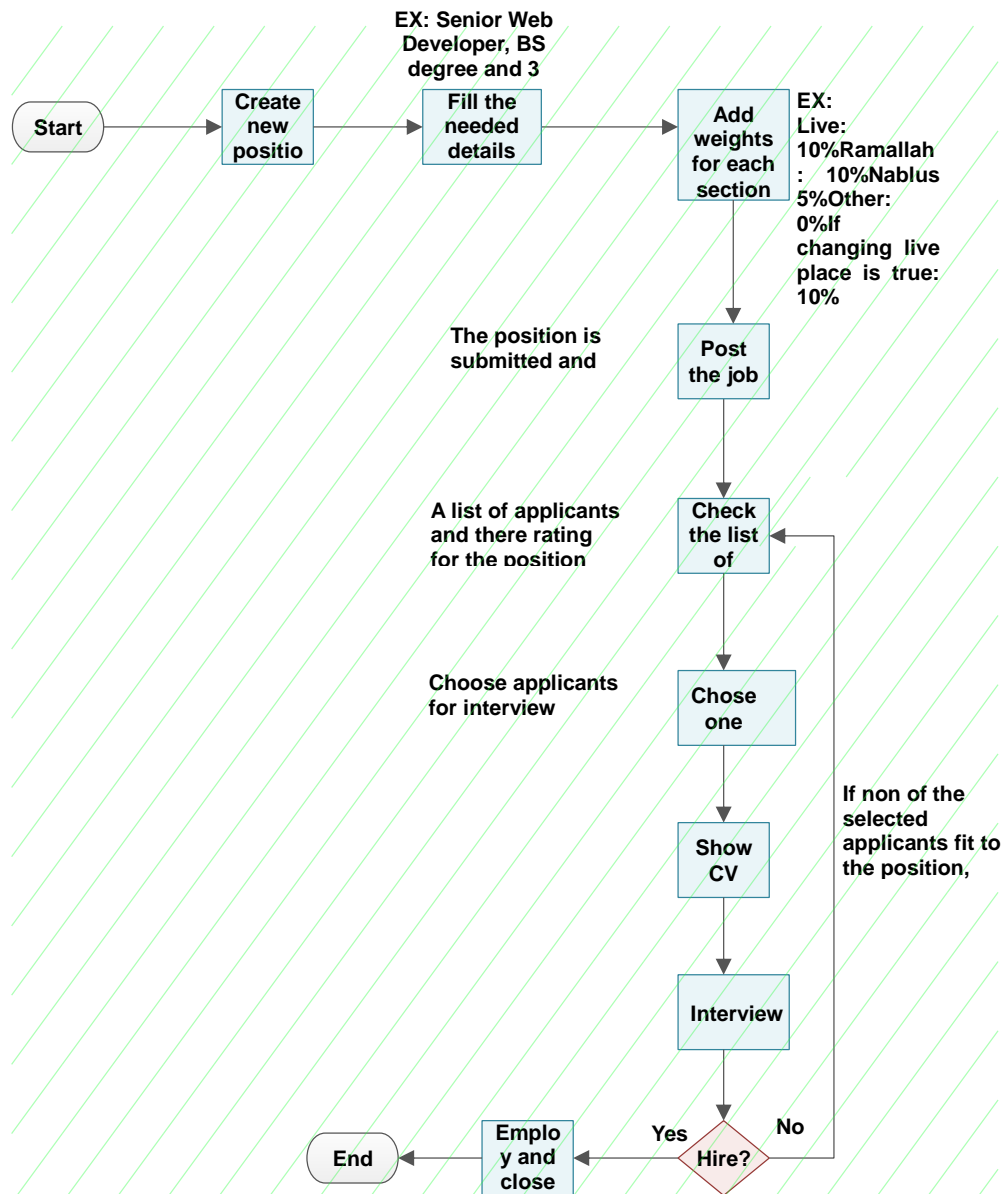 EX: Senior Web
Developer, BS
degree and 3
Start
Create
new
positio
Fill the
needed
details
Add
weights
for each
section
EX:
Live:
10%Ramallah
: 10%Nablus
5%Other:
0%If
changing live
place is true:
10%
The position is
submitted and
Post
the job
A list of applicants
and there rating
for the position
Check
the list
of
Choose applicants
for interview
Chose
one
If non of the
selected
applicants fit to
the position,
Show
CV
Interview
Hire?
Yes
No
Emplo
y and
close
End